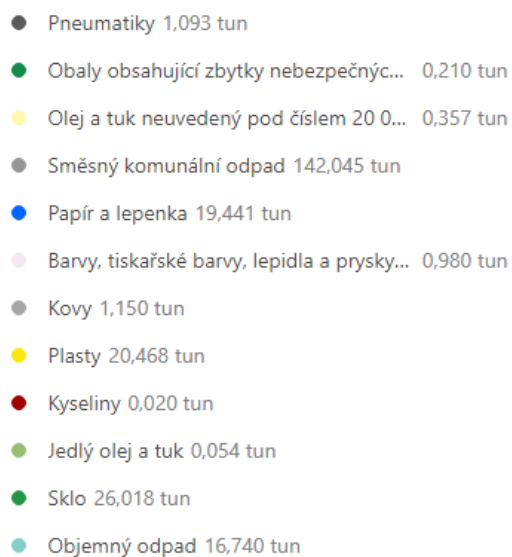 Pneumatiky 1,093 tun
Obaly obsahující zbytky nebezpečnýc... 0,210 tun
Olej a tuk neuvedený pod číslem 20 0... 0,357 tun
Směsný komunální odpad 142,045 tun
Papír a lepenka 19,441 tun
Barvy, tiskařské barvy, lepidla a prysky... 0,980 tun
Kovy 1,150 tun
Plasty 20,468 tun
Kyseliny 0,020 tun
Jedlý olej a tuk 0,054 tun
Sklo 26,018 tun
Objemný odpad 16,740 tun